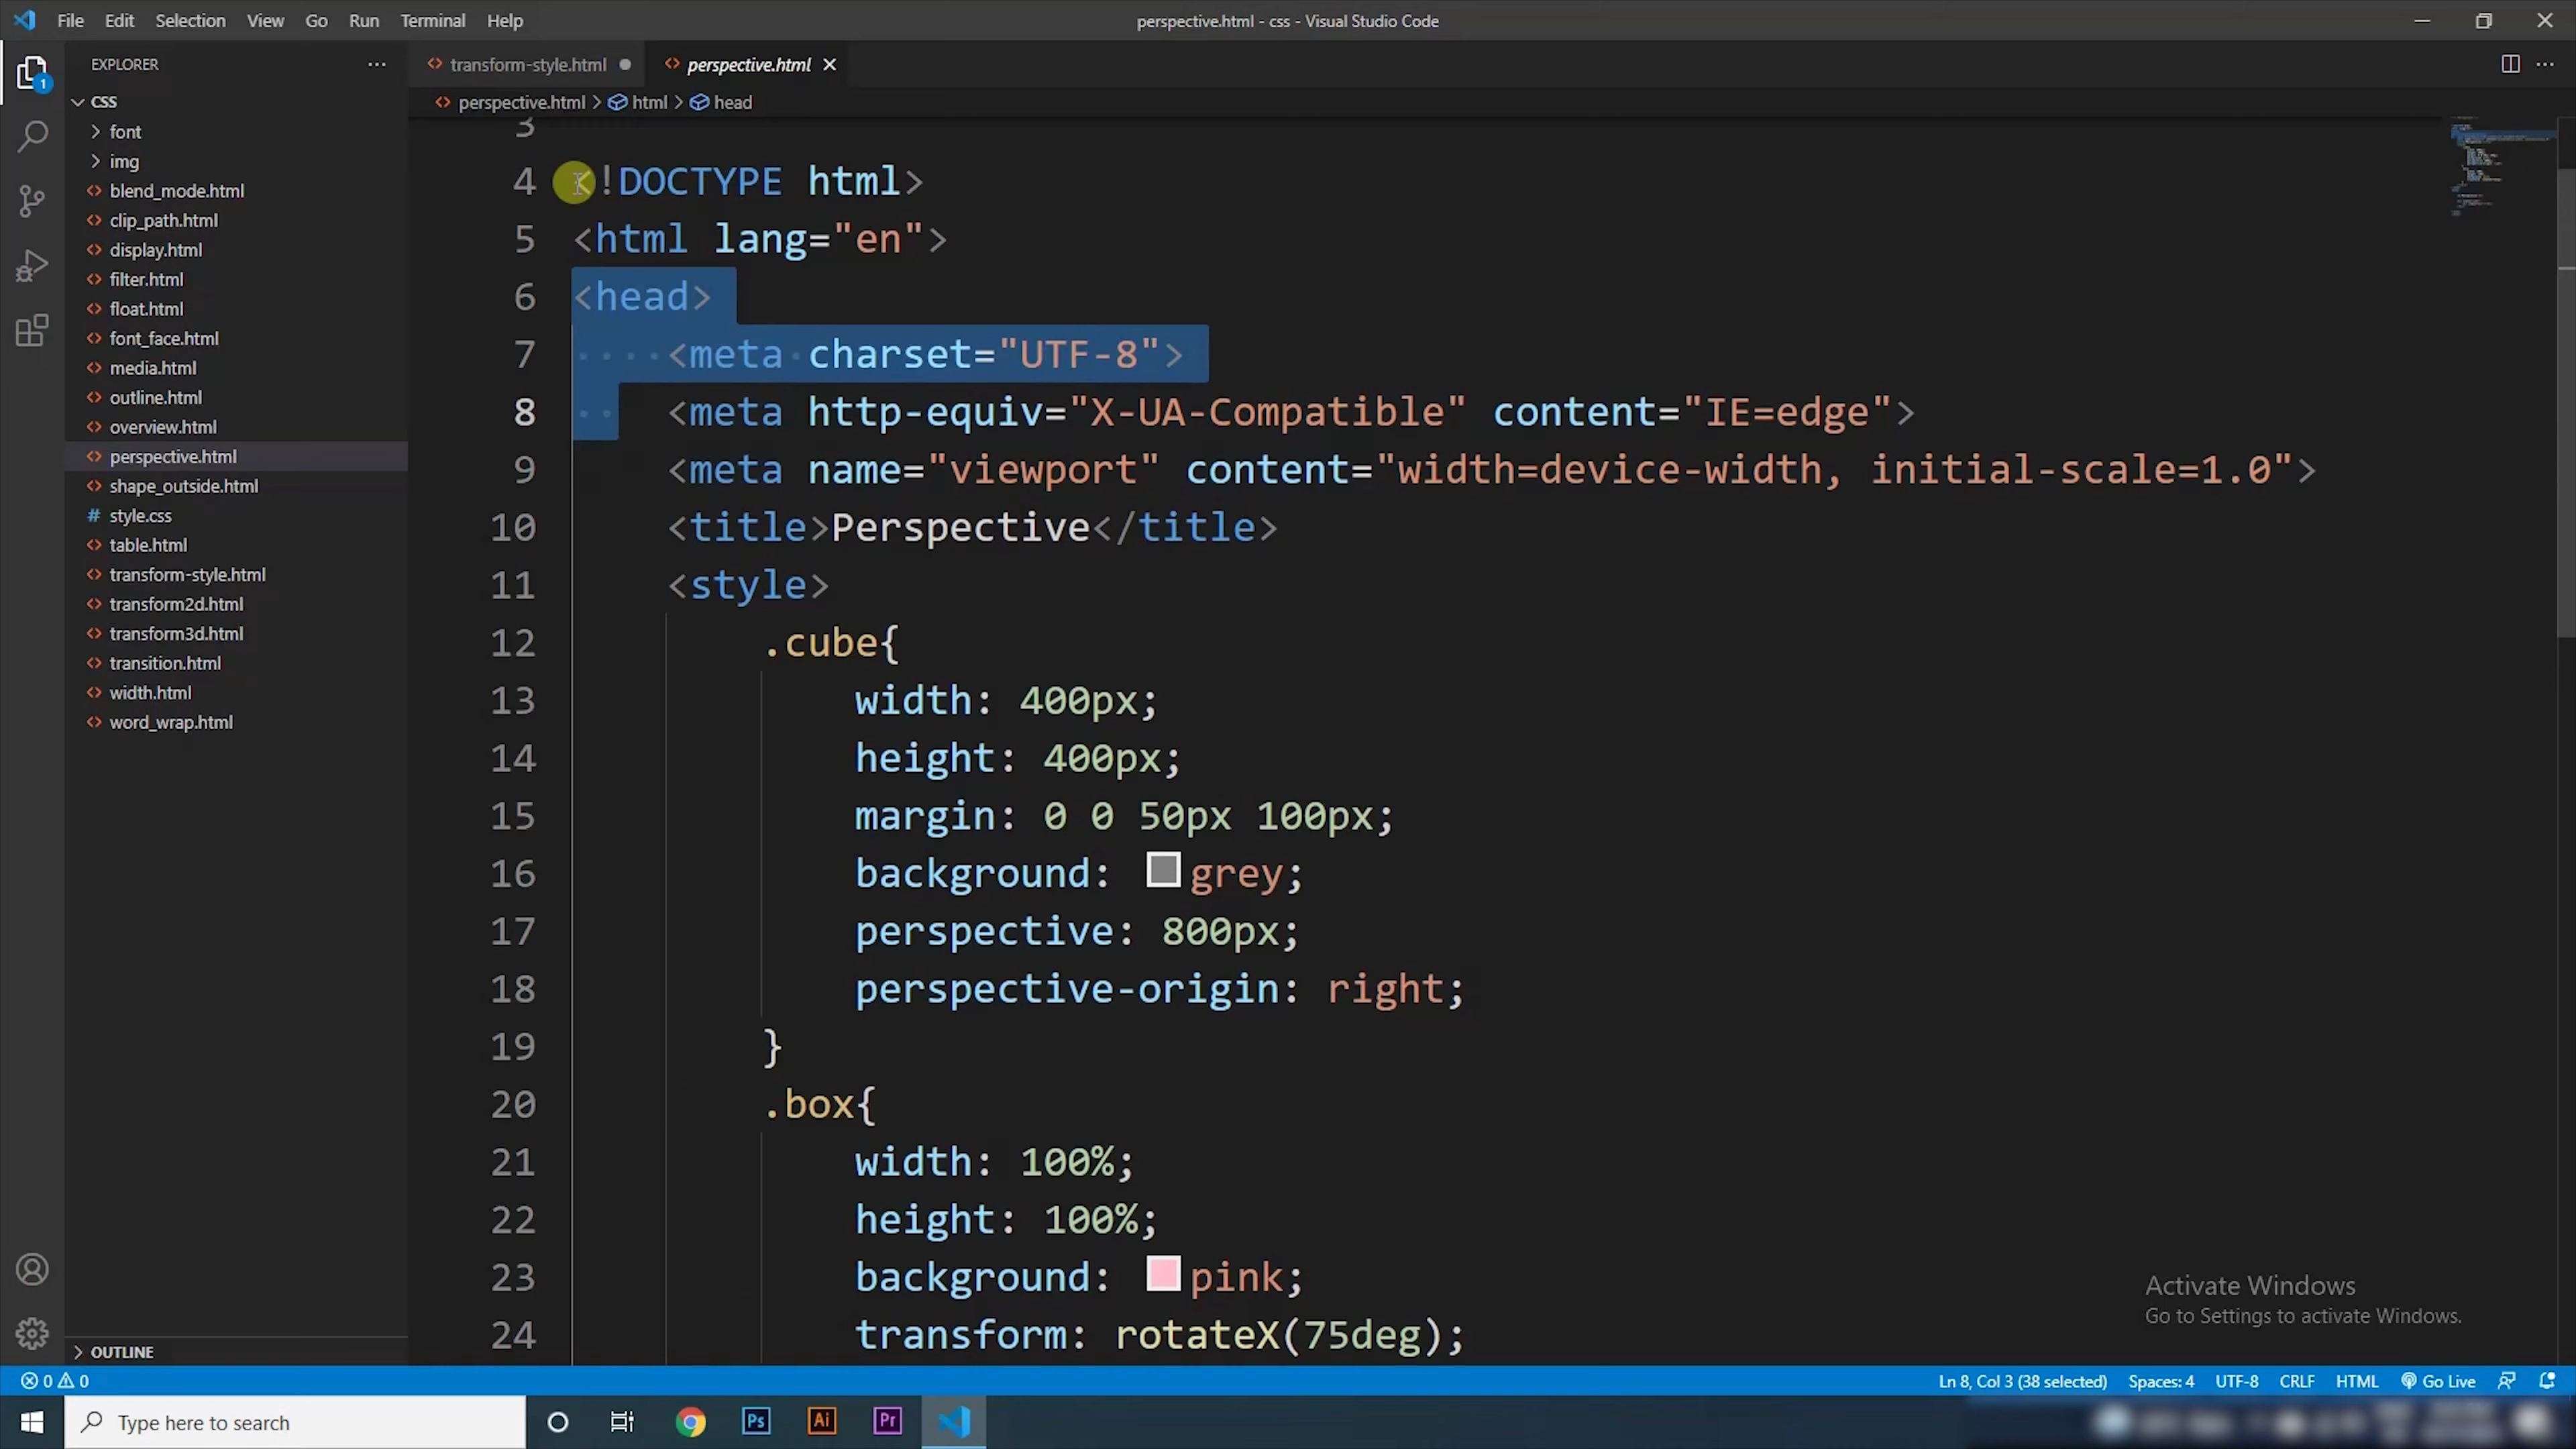 File Edit Selection View Go Run Terminal Help
perspective.html - css - Visual Studio Code
EXPLORER
1
CSS
font
img
blend_mode.html
clip_path.html
display.html
filter.html
float.html
font_face.html
media.html
outline.html
overview.html
perspective.html
shape_outside.html
# style.css
table.html
transform-style.html
transform2d.html
transform3d.html
transition.html
width.html
word_wrap.html
OUTLINE
transform-style.html
perspective.html
perspective.html > html > head
3
4 <!DOCTYPE html>
5 <html lang="en">
6 <head>
7 <meta charset="UTF-8">
8 <meta http-equiv="X-UA-Compatible" content="IE=edge">
9 <meta name="viewport" content="width=device-width, initial-scale=1.0">
10 <title>Perspective</title>
11 <style>
12 .cube{
13 width: 400px;
14 height: 400px;
15 margin: 0 0 50px 100px;
16 background: grey;
17 perspective: 800px;
18 perspective-origin: right;
19 }
20 .box{
21 width: 100%;
22 height: 100%;
23 background: pink;
24 transform: rotateX(75deg);
Activate Windows
Go to Settings to activate Windows.
0 0
Ln 8, Col 3 (38 selected) Spaces: 4 UTF-8 CRLF HTML Go Live
Type here to search
Ps Ai Pr